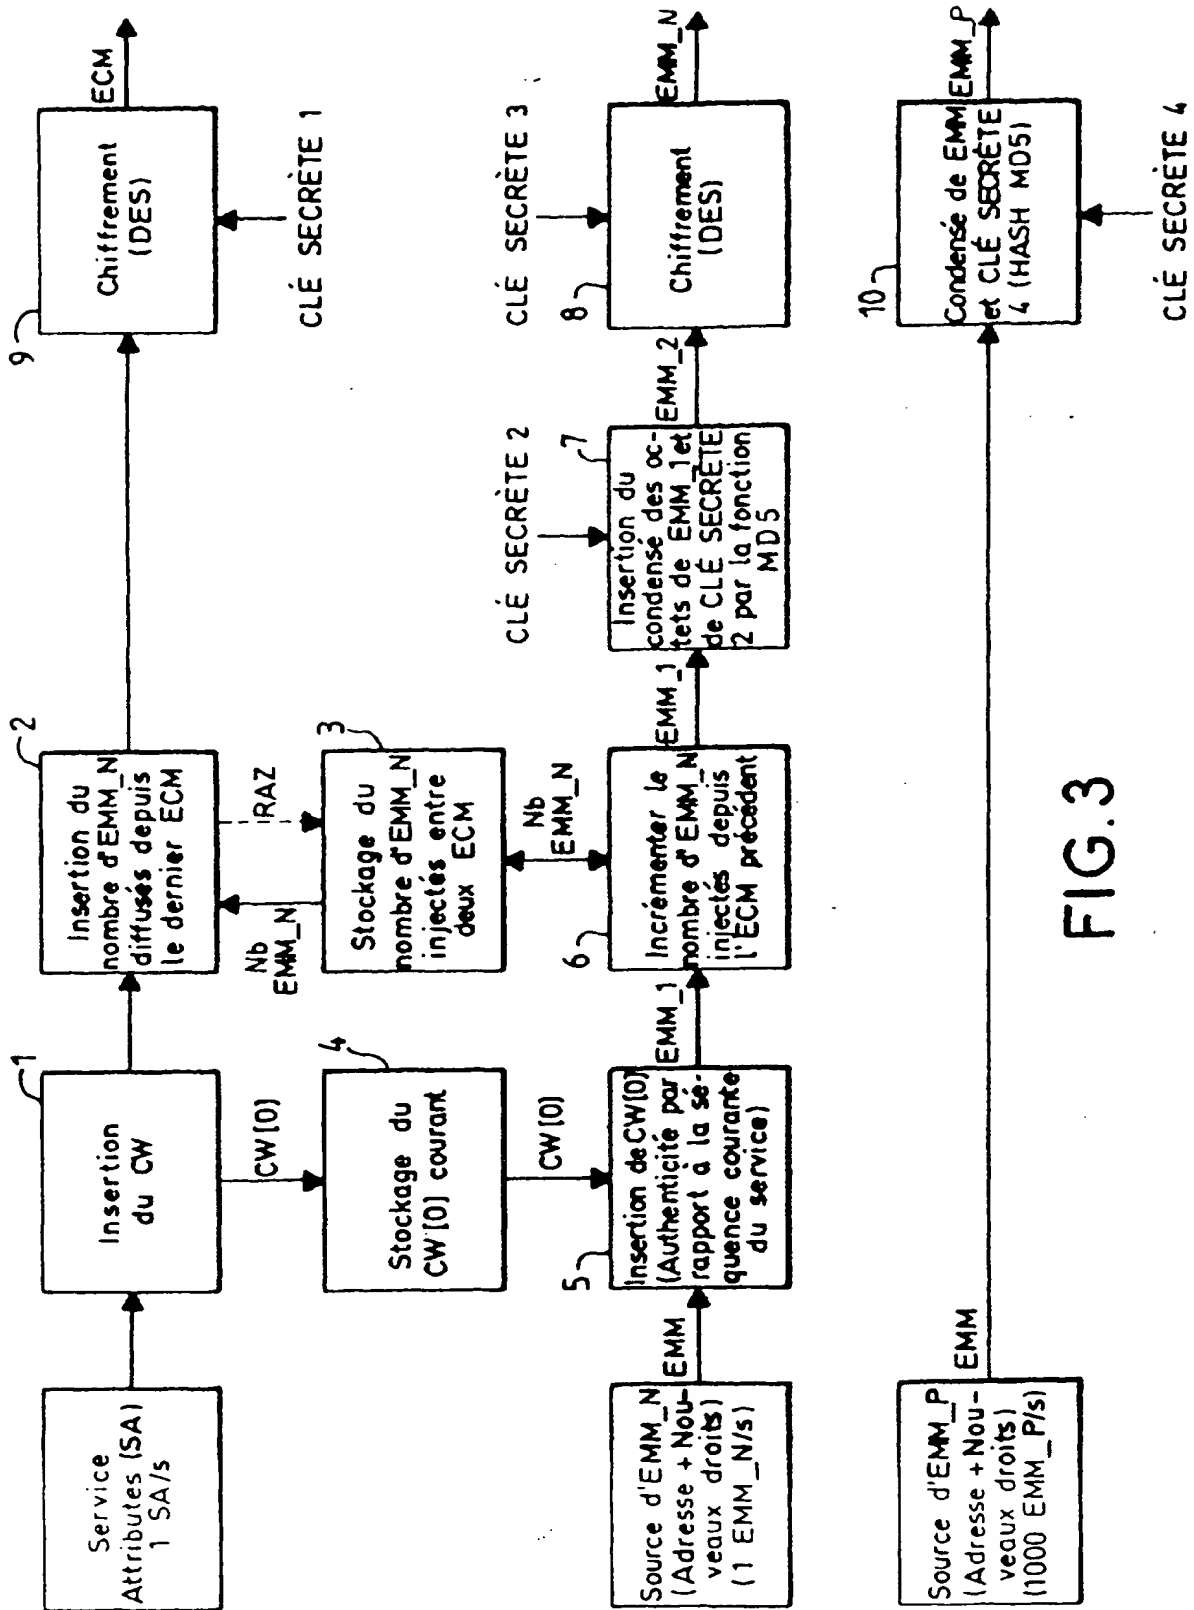 Service
Attributes (SA)
1 SA/s
1
Insertion
du CW
2
Insertion du
nombre d'EMM_N
diffusés depuis
le dernier ECM
9
Chiffrement
(DES)
ECM
CLÉ SECRÈTE 1
CW[0]
Nb
EMM_N
RAZ
4
Stockage du
CW[0] courant
3
Stockage du
nombre d'EMM_N
injectés entre
deux ECM
CW[0]
Nb
EMM_N
CLÉ SECRÈTE 2
CLÉ SECRÈTE 3
Source d'EMM_N
(Adresse + Nou-
veaux droits)
(1 EMM_N/s)
EMM
5
Insertion de CW[0]
(Authenticité par
rapport à la sé-
quence courante
du service)
EMM_1
6
Incrémenter le
nombre d'EMM_N
injectés depuis
l'ECM précédent
EMM_1
7
Insertion du
condensé des oc-
tets de EMM_1 et
de CLÉ SECRÈTE
2 par la fonction
MD5
EMM_2
8
Chiffrement
(DES)
EMM_N
Source d'EMM_P
(Adresse + Nou-
veaux droits)
(1000 EMM_P/s)
EMM
10
Condensé de EMM
et CLÉ SECRÈTE
4 (HASH MD5)
EMM_P
CLÉ SECRÈTE 4
FIG.3